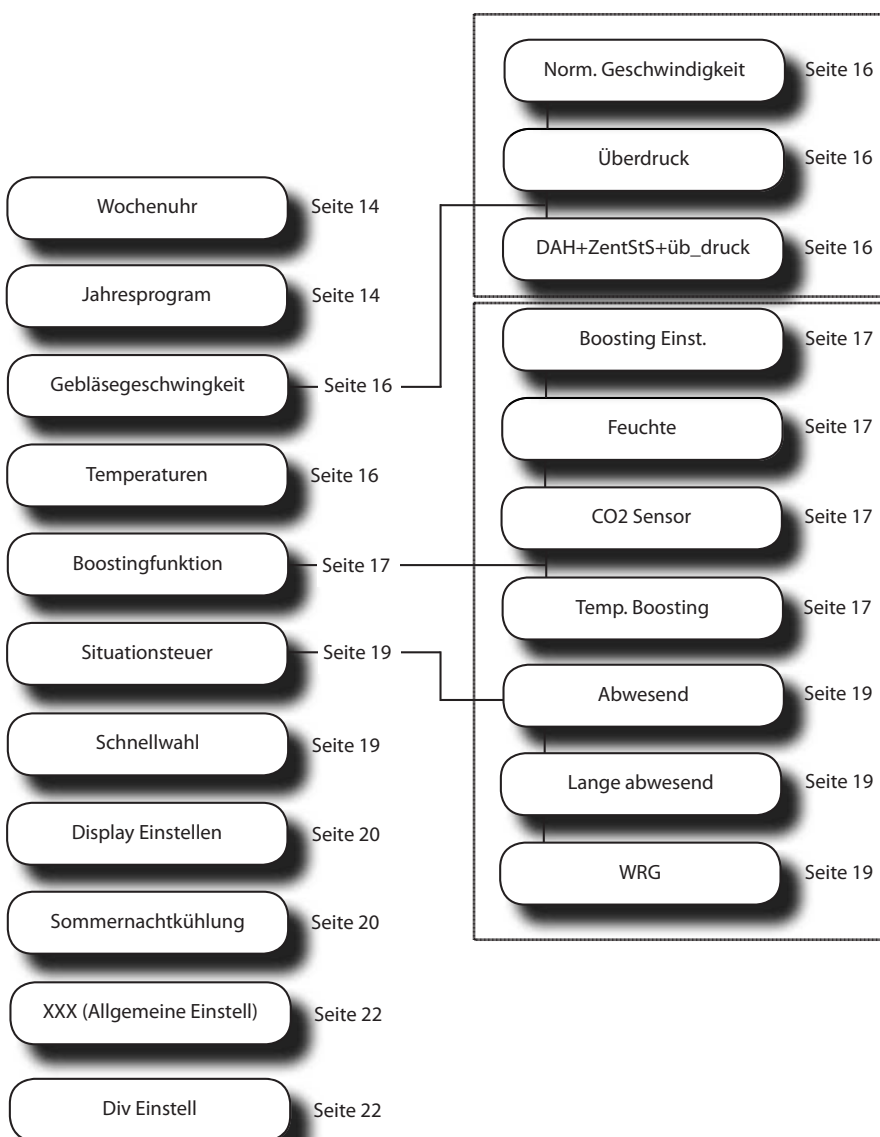 Wochenuhr Seite 14
Jahresprogram Seite 14
Gebläsegeschwingkeit Seite 16
Temperaturen Seite 16
Boostingfunktion Seite 17
Situationsteuer Seite 19
Schnellwahl Seite 19
Display Einstellen Seite 20
Sommernachtkühlung Seite 20
XXX (Allgemeine Einstell) Seite 22
Div Einstell Seite 22
Norm. Geschwindigkeit Seite 16
Überdruck Seite 16
DAH+ZentStS+üb_druck Seite 16
Boosting Einst. Seite 17
Feuchte Seite 17
CO2 Sensor Seite 17
Temp. Boosting Seite 17
Abwesend Seite 19
Lange abwesend Seite 19
WRG Seite 19